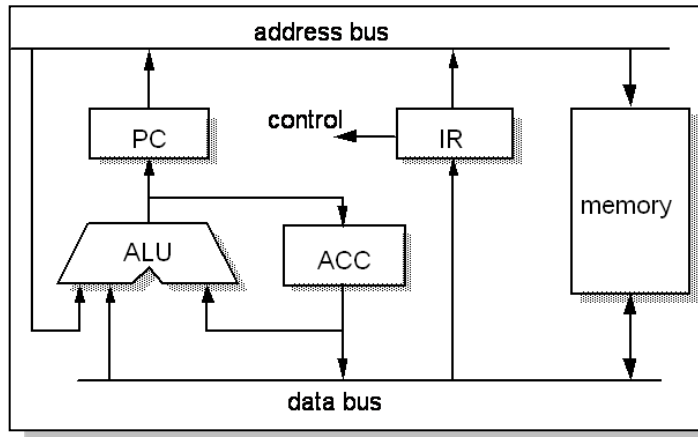 address bus
PC
control
IR
memory
ALU
ACC
data bus